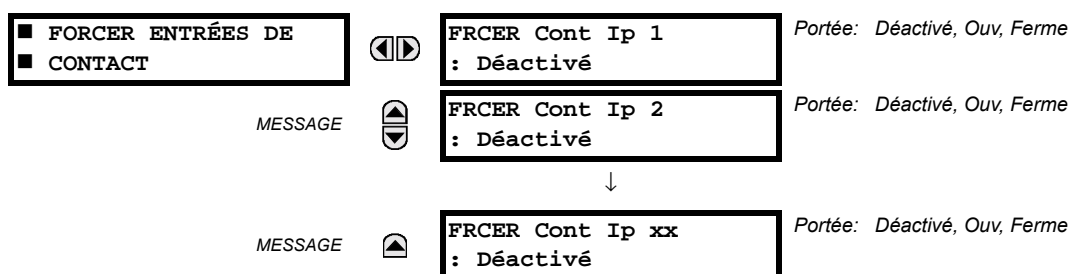 ■ FORCER ENTRÉES DE
■ CONTACT
FRCER Cont Ip 1
: Déactivé
Portée: Déactivé, Ouv, Ferme
MESSAGE
FRCER Cont Ip 2
: Déactivé
Portée: Déactivé, Ouv, Ferme
↓
MESSAGE
FRCER Cont Ip xx
: Déactivé
Portée: Déactivé, Ouv, Ferme